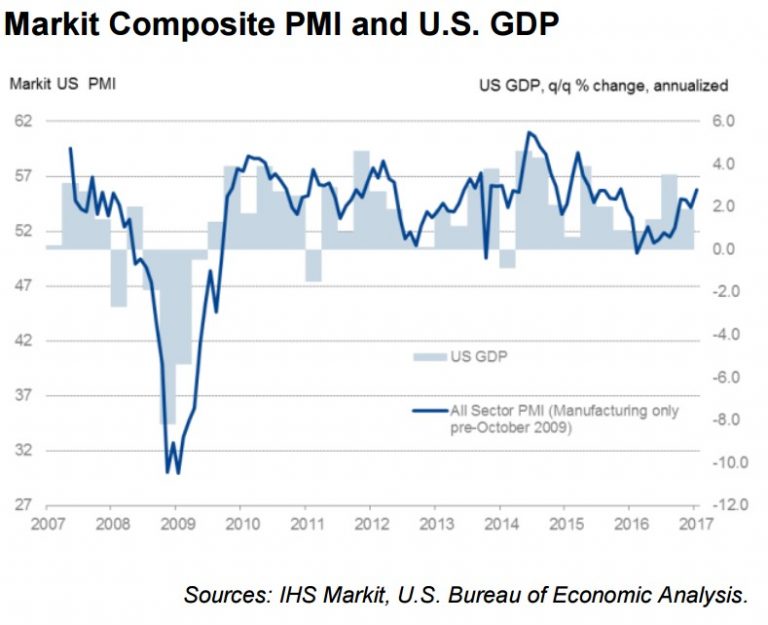 Markit Composite PMI and U.S. GDP
Markit US PMI
US GDP, q/q % change, annualized
62
6.0
57
4.0
2.0
52
0.0
47
-2.0
42
-4.0
US GDP
37
-6.0
All Sector PMI (Manufacturing only
pre-October 2009)
-8.0
32
-10.0
27
-12.0
2007 2008 2009 2010 2011 2012 2013 2014 2015 2016 2017
Sources: IHS Markit, U.S. Bureau of Economic Analysis.